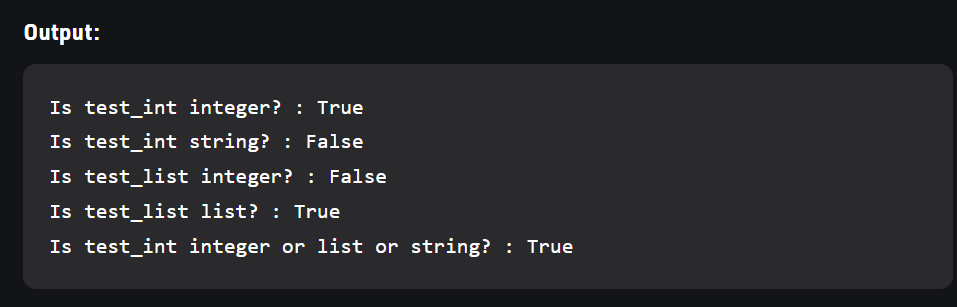 Output:
Is test_int integer? : True
Is test_int string? : False
Is test_list integer? : False
Is test_list list? : True
Is test_int integer or list or string? : True